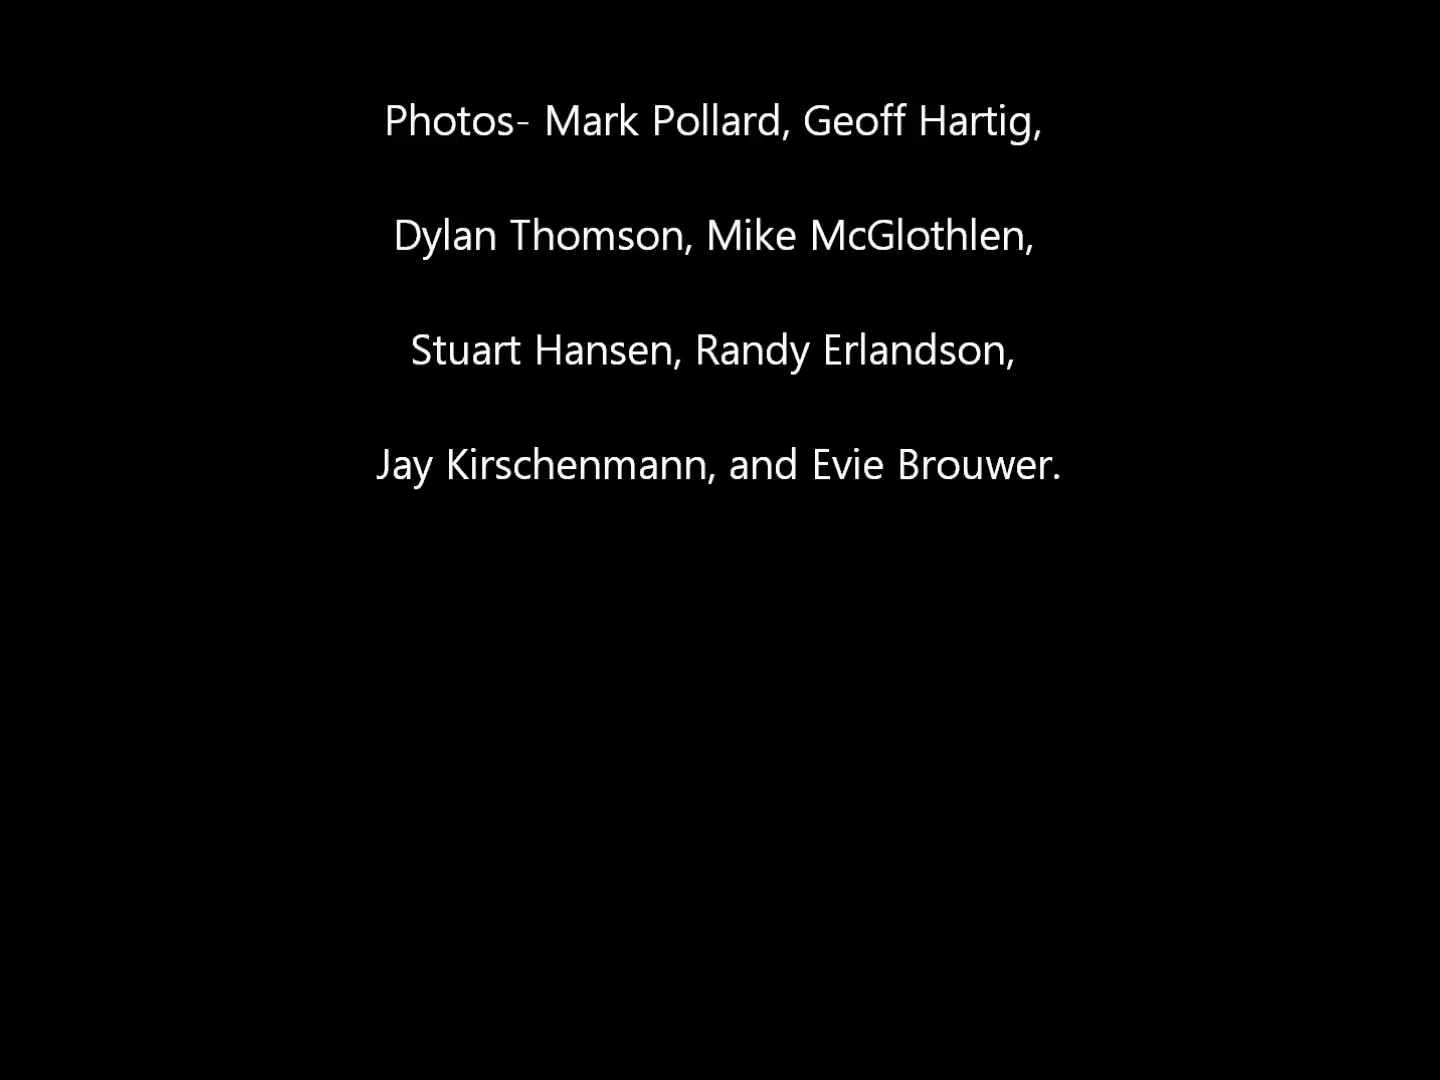 Photos- Mark Pollard, Geoff Hartig,
Dylan Thomson, Mike McGlothlen,
Stuart Hansen, Randy Erlandson,
Jay Kirschenmann, and Evie Brouwer.